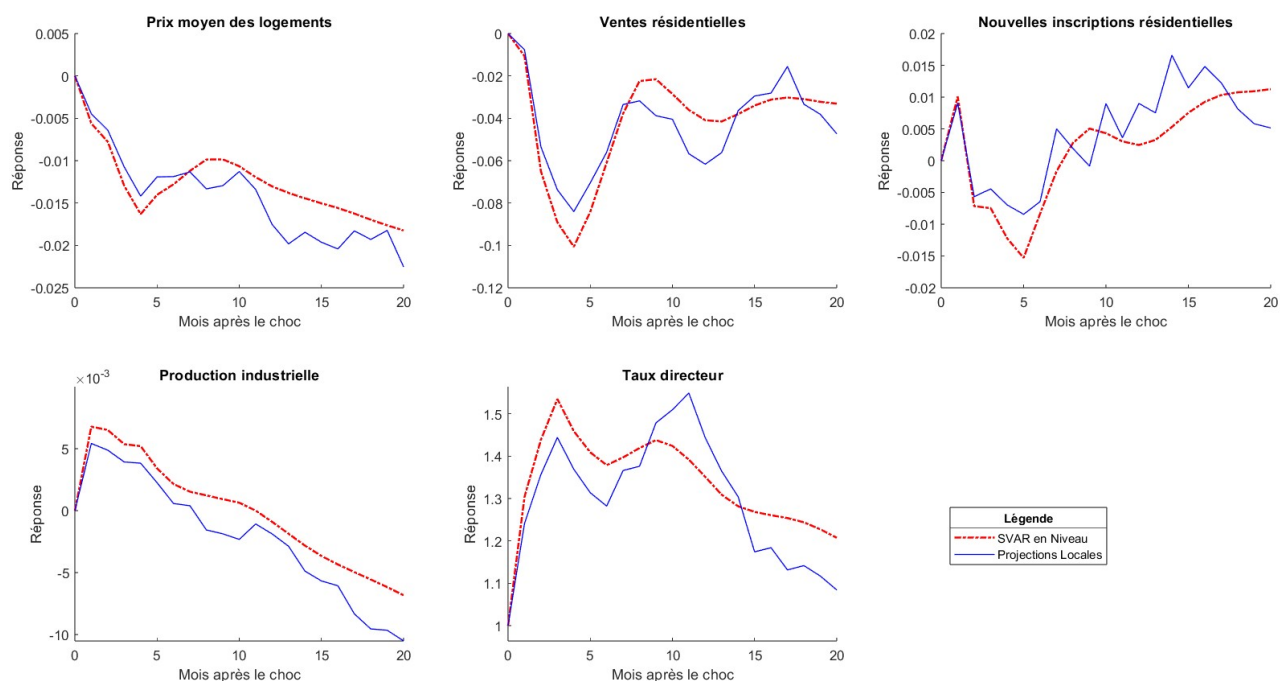 Prix moyen des logements
0.005
0
-0.005
-0.01
-0.015
-0.02
-0.025
Réponse
0 5 10 15 20
Mois après le choc
Ventes résidentielles
0
-0.02
-0.04
-0.06
-0.08
-0.1
-0.12
Réponse
0 5 10 15 20
Mois après le choc
Nouvelles inscriptions résidentielles
0.02
0.015
0.01
0.005
0
-0.005
-0.01
-0.015
-0.02
Réponse
0 5 10 15 20
Mois après le choc
Production industrielle
×10⁻³
5
0
-5
-10
Réponse
0 5 10 15 20
Mois après le choc
Taux directeur
1.5
1.4
1.3
1.2
1.1
1
Réponse
0 5 10 15 20
Mois après le choc
Lègende
SVAR en Niveau
Projections Locales